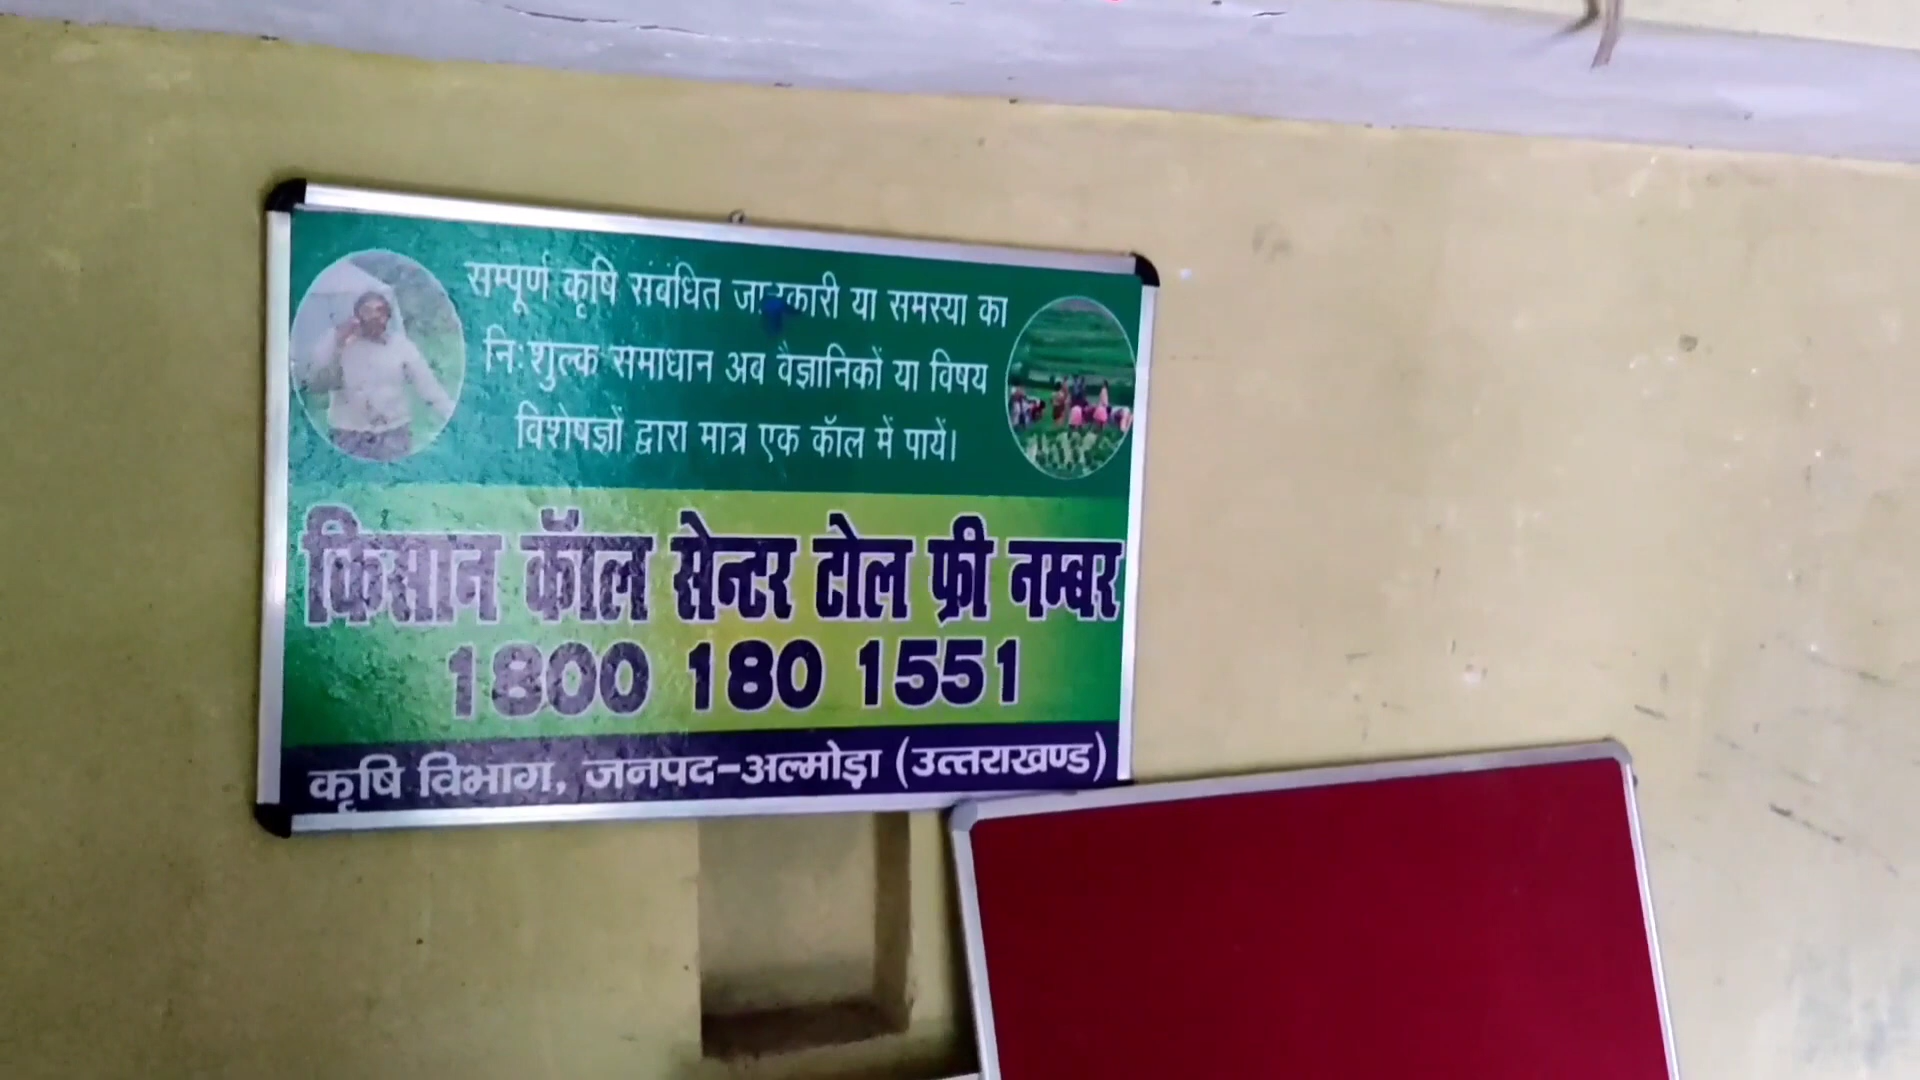 सम्पूर्ण कृषि संबंधित जानकारी या समस्या का
निःशुल्क समाधान अब वैज्ञानिकों या विषय
विशेषज्ञों द्वारा मात्र एक कॉल में पायें।
किसान कॉल सेन्टर टोल फ्री नम्बर
1800 180 1551
कृषि विभाग, जनपद-अल्मोड़ा (उत्तराखण्ड)